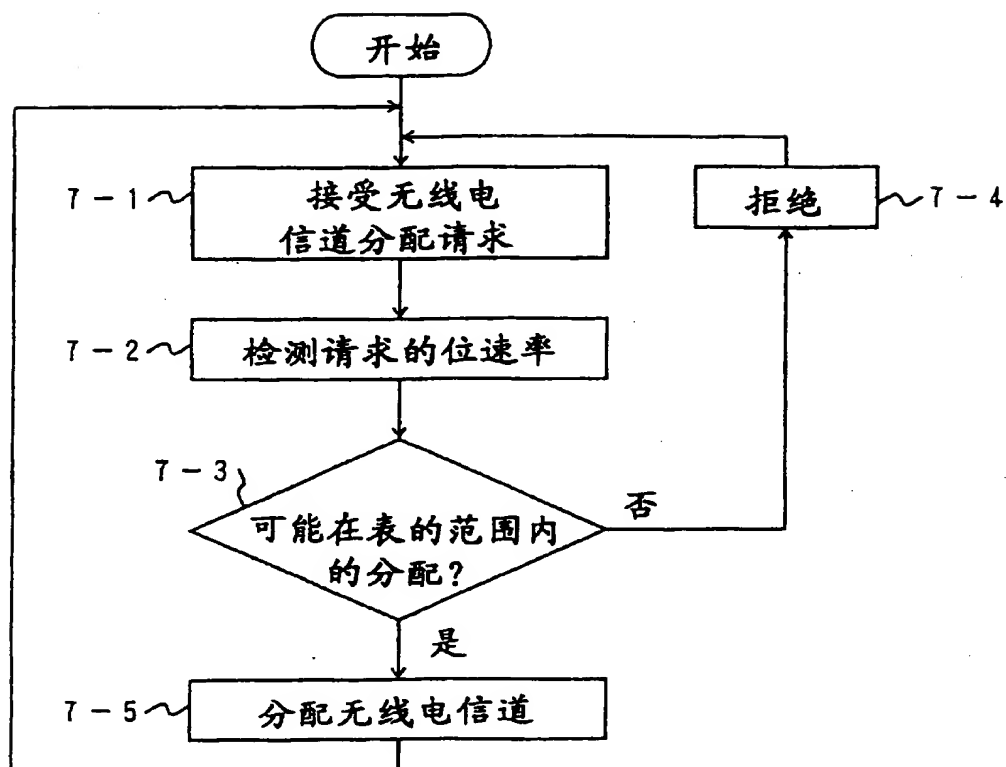 开始
7-1
接受无线电
信道分配请求
拒绝
7-4
7-2
检测请求的位速率
7-3
可能在表的范围内
的分配?
否
是
7-5
分配无线电信道